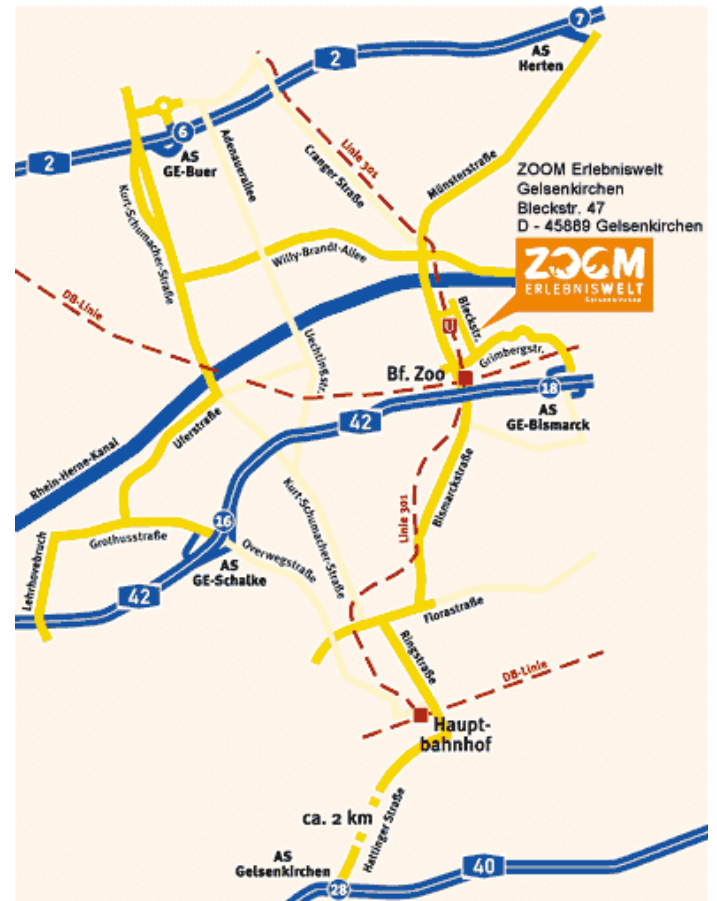 7
AS
Herten
2
Linie 301
6
AS
GE-Buer
2
Adenauerallee
Cranger Straße
Münsterstraße
ZOOM Erlebniswelt
Gelsenkirchen
Bleckstr. 47
D - 45889 Gelsenkirchen
Kurt-Schumacher-Straße
Willy-Brandt-Allee
ZOOM
ERLEBNISWELT
Gelsenkirchen
DB-Linie
Bleckstr.
U
Uechtingstr.
Grimbergstr.
Bf. Zoo
18
AS
GE-Bismarck
42
Uferstraße
Rhein-Herne-Kanal
Bismarckstraße
Linie 301
Kurt-Schumacher-Straße
16
Grothusstraße
Overwegstraße
AS
GE-Schalke
Lehrhovebruch
42
Florastraße
Ringstraße
DB-Linie
Haupt-
bahnhof
ca. 2 km
Hattinger Straße
AS
Gelsenkirchen
40
28